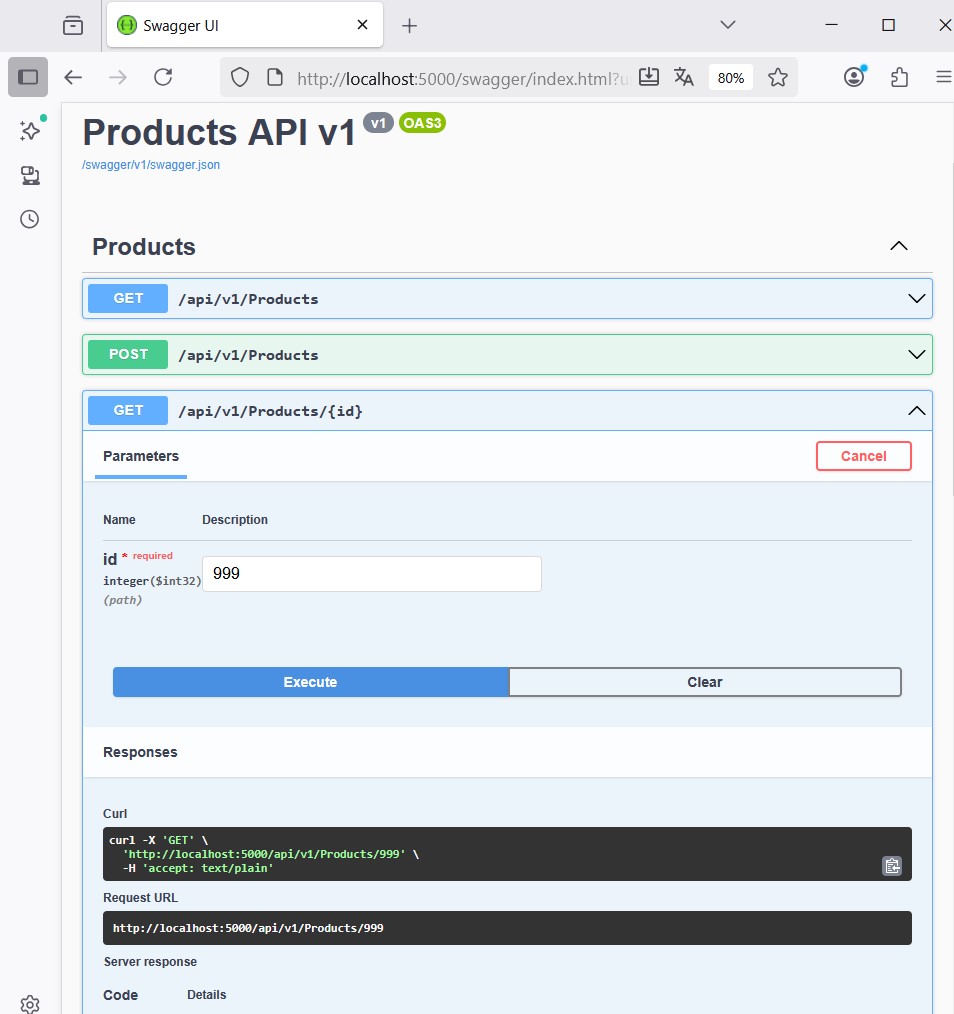 Swagger UI
http://localhost:5000/swagger/index.html?u
80%
Products API v1 v1 OAS3
/swagger/v1/swagger.json
Products
GET /api/v1/Products
POST /api/v1/Products
GET /api/v1/Products/{id}
Parameters
Cancel
Name Description
id * required
integer($int32)
(path)
999
Execute Clear
Responses
Curl
curl -X 'GET' \
'http://localhost:5000/api/v1/Products/999' \
-H 'accept: text/plain'
Request URL
http://localhost:5000/api/v1/Products/999
Server response
Code Details